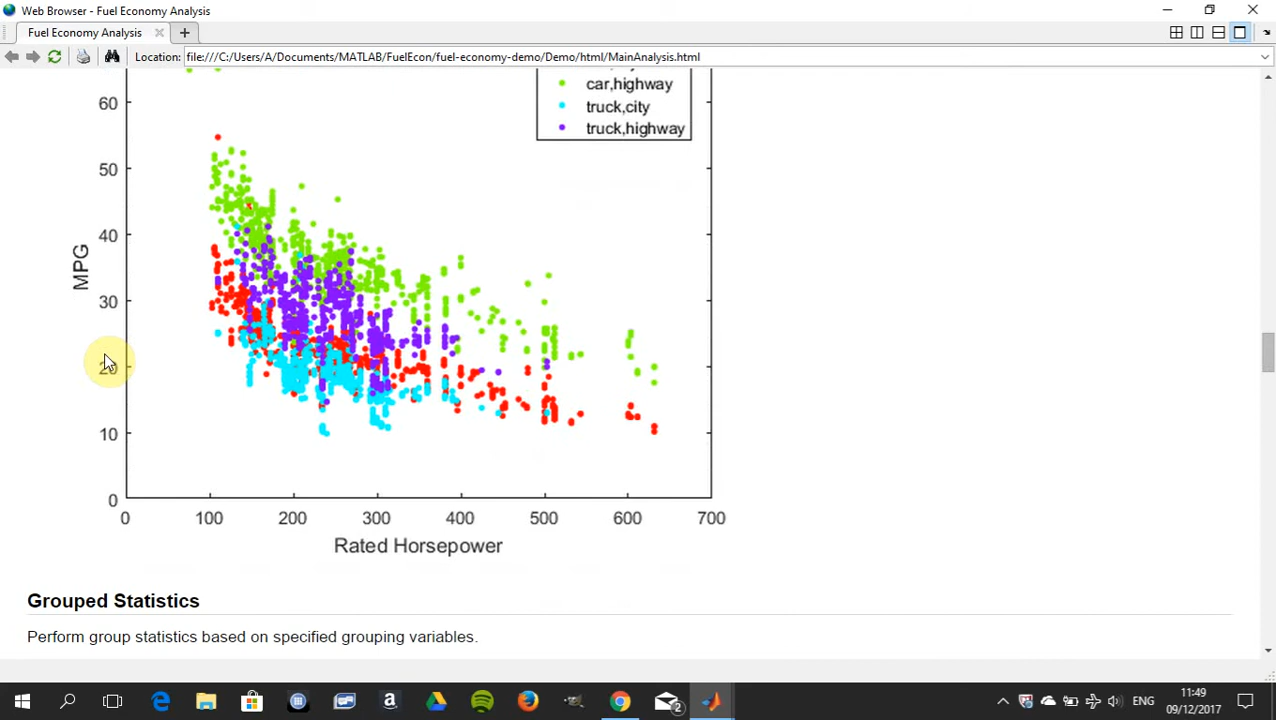 Web Browser - Fuel Economy Analysis
Fuel Economy Analysis
Location: file:///C:/Users/A/Documents/MATLAB/FuelEcon/fuel-economy-demo/Demo/html/MainAnalysis.html
car,highway
truck,city
truck,highway
60
50
40
30
10
0
MPG
0 100 200 300 400 500 600 700
Rated Horsepower
Grouped Statistics
Perform group statistics based on specified grouping variables.
2
ENG
11:49
09/12/2017